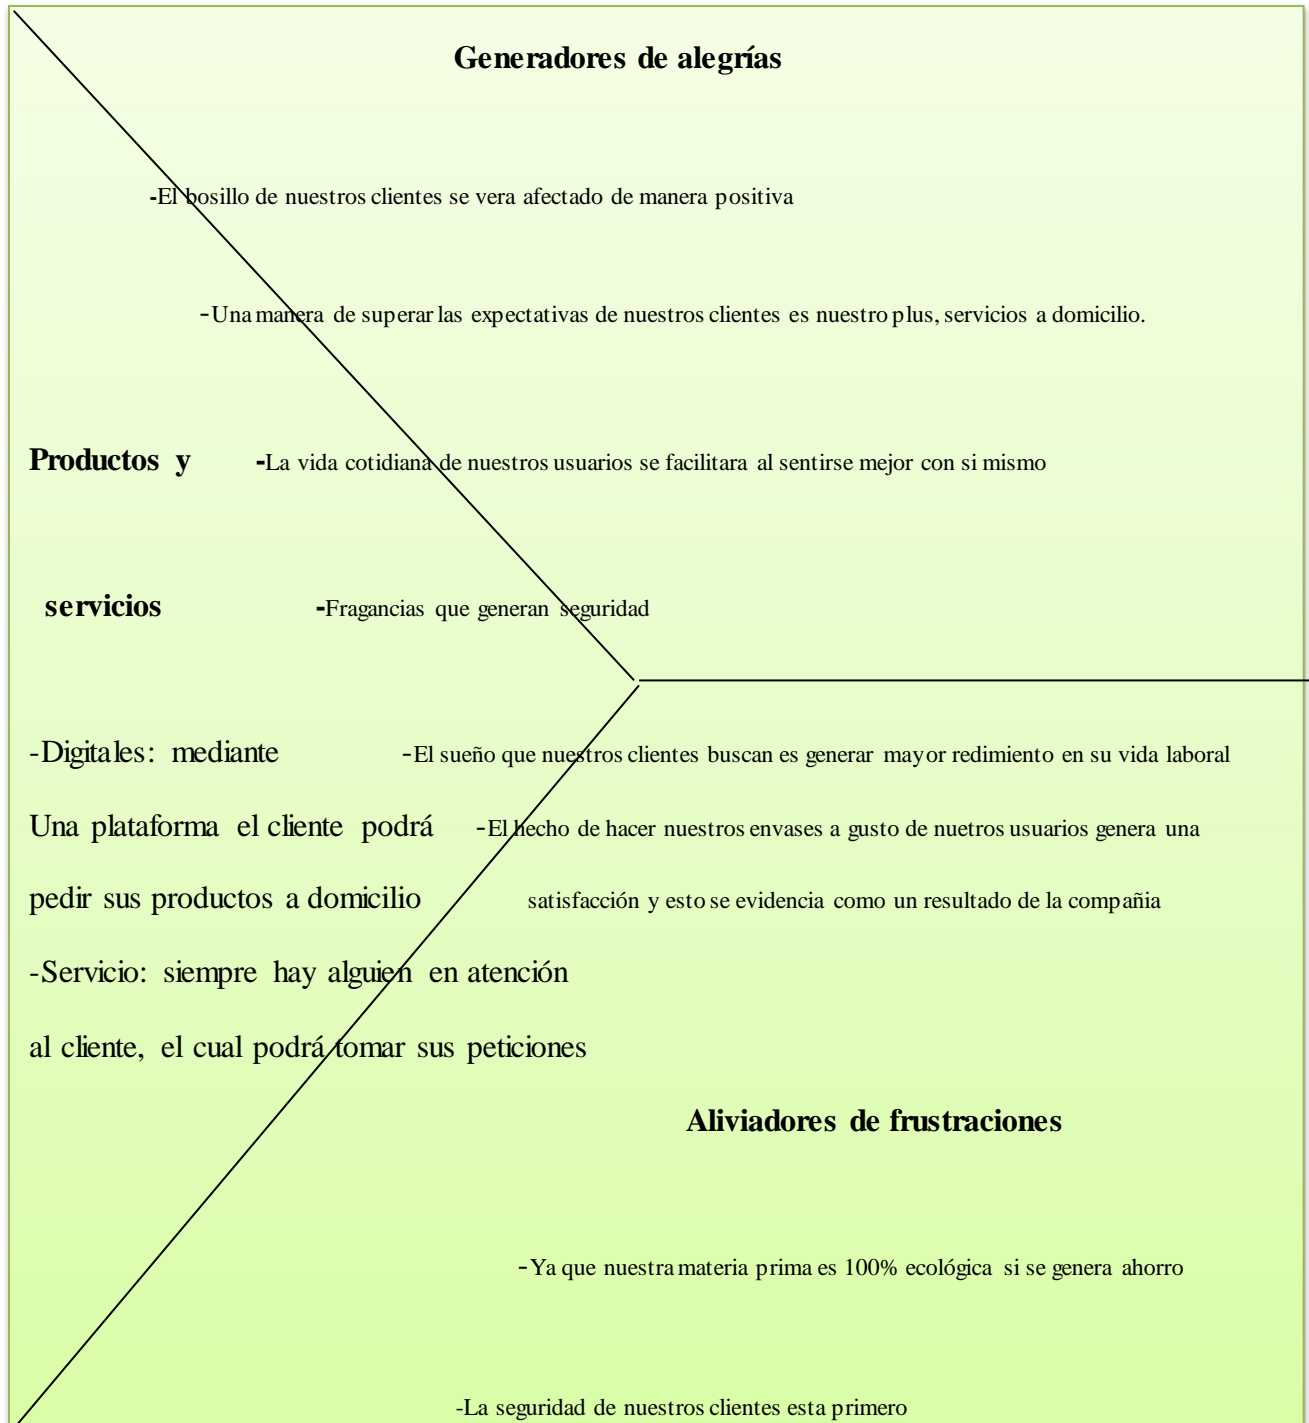 Generadores de alegrías
-El bosillo de nuestros clientes se vera afectado de manera positiva
-Una manera de superar las expectativas de nuestros clientes es nuestro plus, servicios a domicilio.
Productos y -La vida cotidiana de nuestros usuarios se facilitara al sentirse mejor con si mismo
servicios -Fragancias que generan seguridad
-Digitales: mediante -El sueño que nuestros clientes buscan es generar mayor redimiento en su vida laboral
Una plataforma el cliente podrá -El hecho de hacer nuestros envases a gusto de nuetros usuarios genera una
pedir sus productos a domicilio satisfacción y esto se evidencia como un resultado de la compañia
-Servicio: siempre hay alguien en atención
al cliente, el cual podrá tomar sus peticiones
Aliviadores de frustraciones
-Ya que nuestra materia prima es 100% ecológica si se genera ahorro
-La seguridad de nuestros clientes esta primero